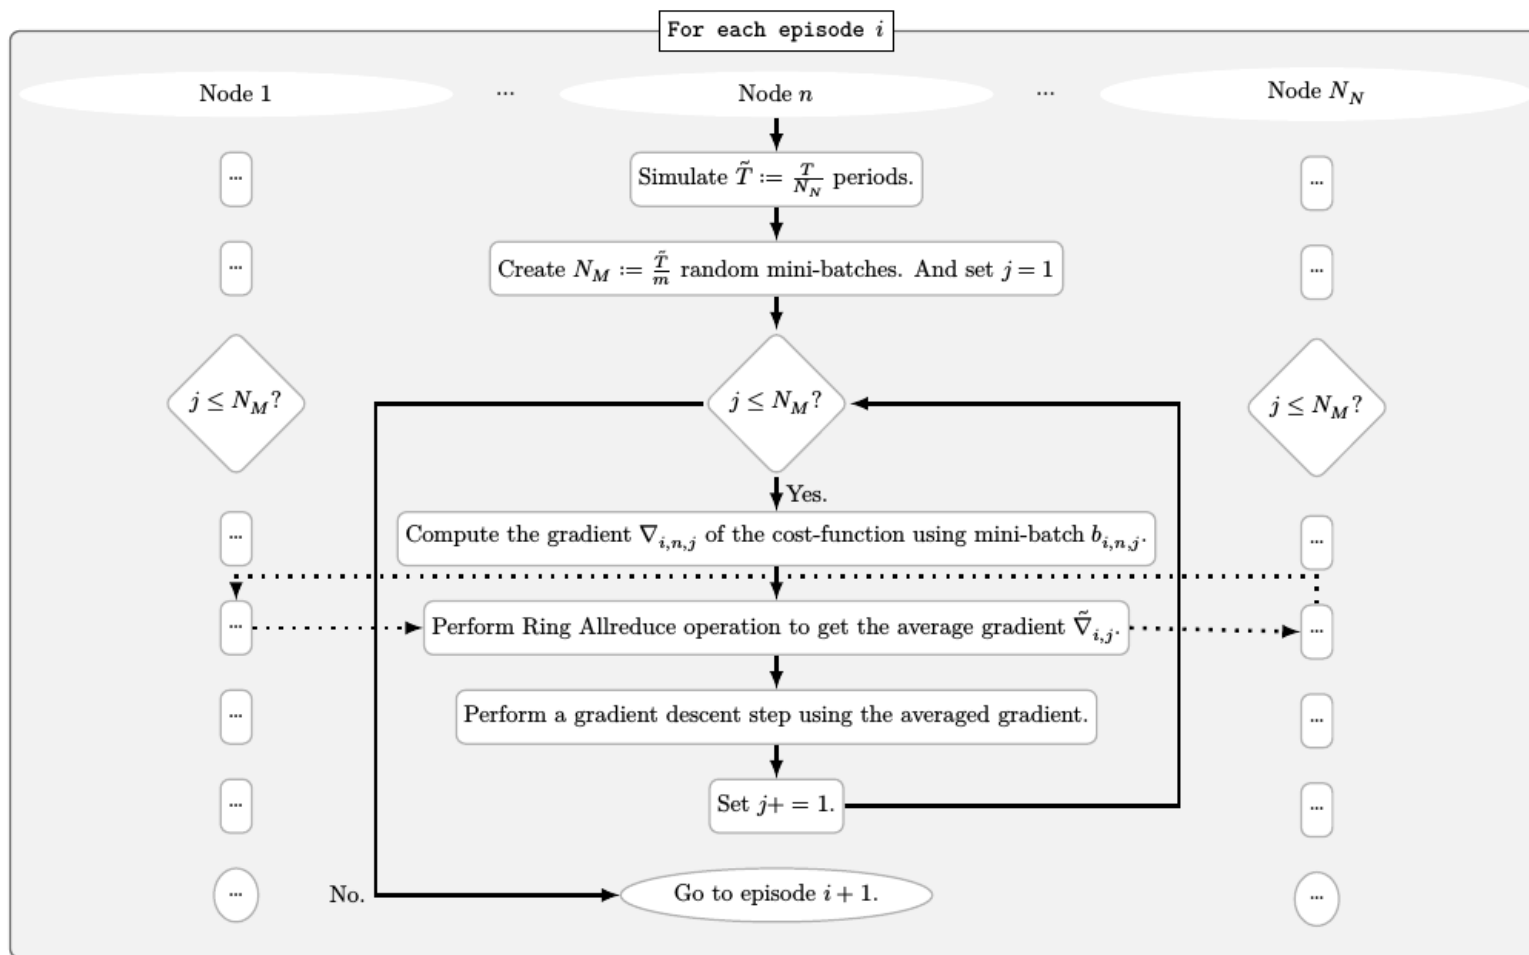 For each episode i
Node 1 ... Node n ... Node N_N
... Simulate T̃ := T/N_N periods. ...
... Create N_M := T̃/m random mini-batches. And set j = 1 ...
j ≤ N_M? j ≤ N_M? j ≤ N_M?
Yes.
... Compute the gradient ∇_{i,n,j} of the cost-function using mini-batch b_{i,n,j}. ...
... Perform Ring Allreduce operation to get the average gradient ∇̃_{i,j}. ...
... Perform a gradient descent step using the averaged gradient. ...
... Set j+ = 1. ...
... No. Go to episode i + 1. ...